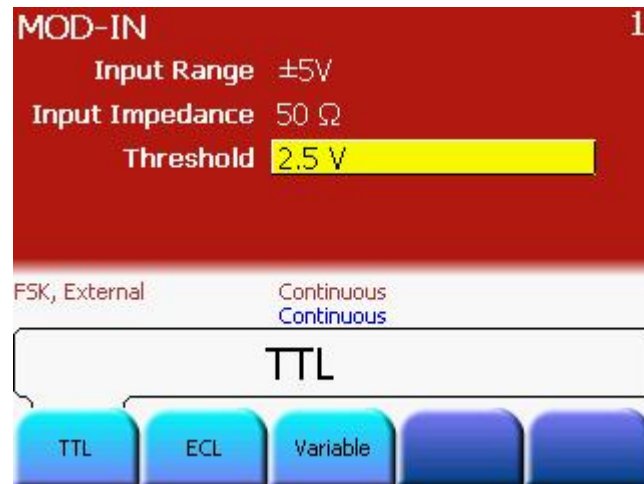 MOD-IN 1
Input Range ±5V
Input Impedance 50 Ω
Threshold 2.5 V
FSK, External Continuous
Continuous
TTL
TTL ECL Variable